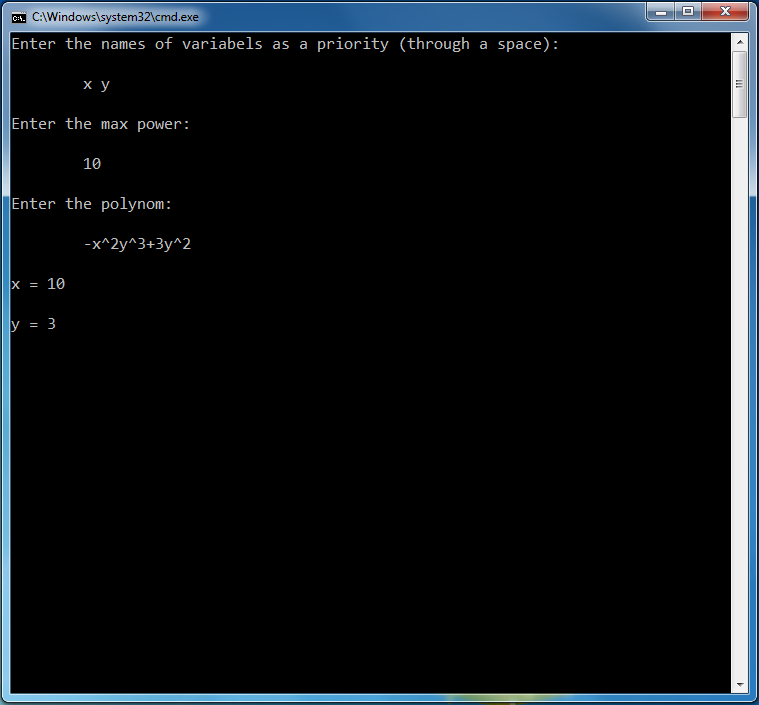 C:\Windows\system32\cmd.exe
Enter the names of variabels as a priority (through a space):
x y
Enter the max power:
10
Enter the polynom:
-x^2y^3+3y^2
x = 10
y = 3